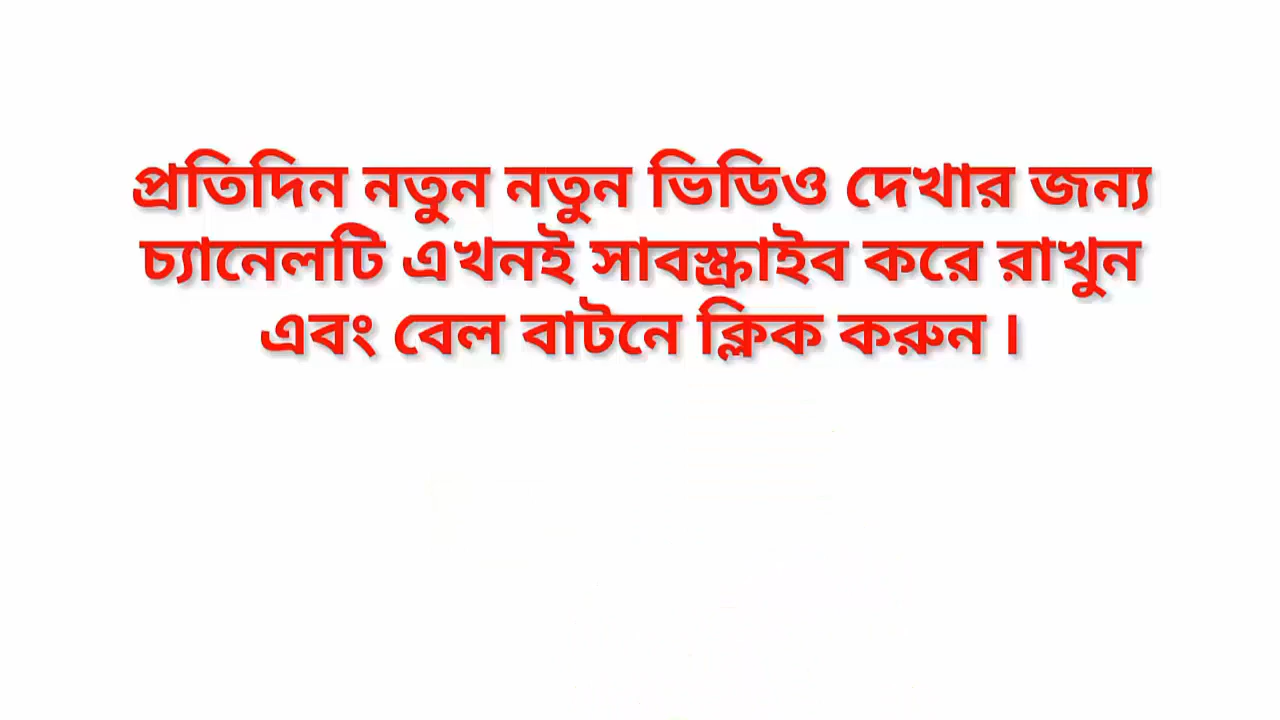 প্রতিদিন নতুন নতুন ভিডিও দেখার জন্য
চ্যানেলটি এখনই সাবস্ক্রাইব করে রাখুন
এবং বেল বাটনে ক্লিক করুন ।